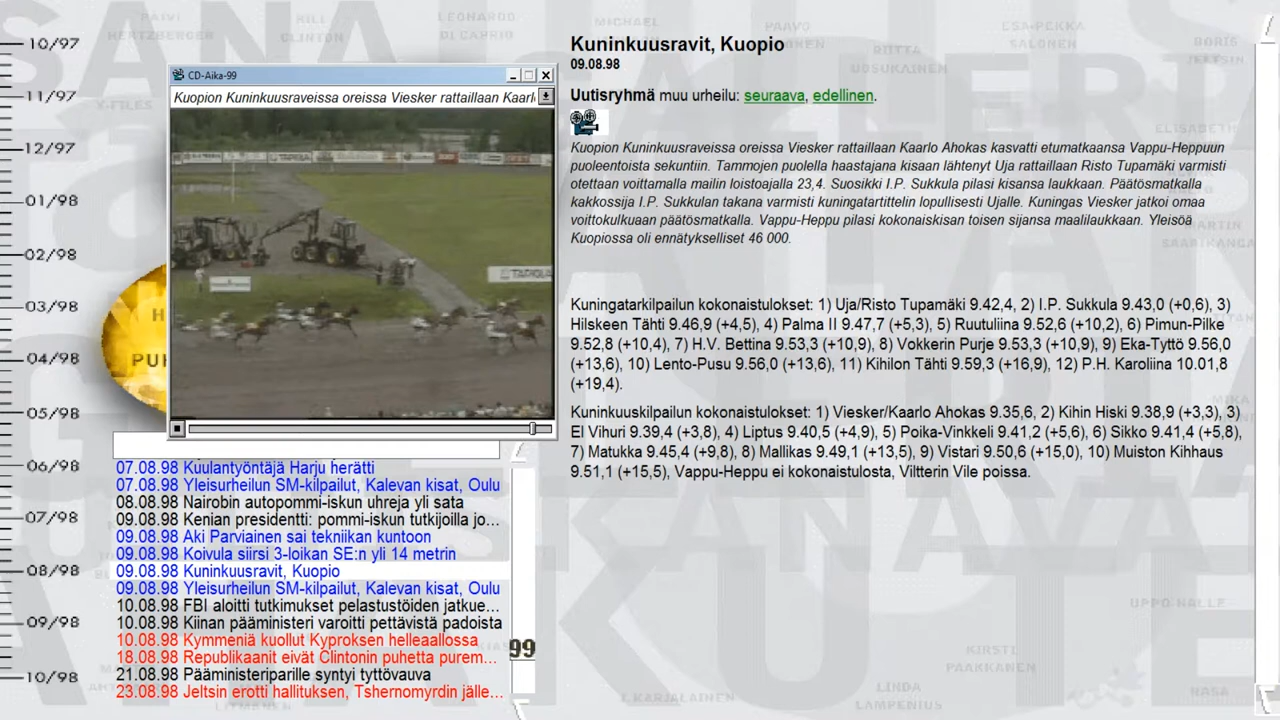 10/97
11/97
12/97
01/98
02/98
03/98
04/98
05/98
06/98
07/98
08/98
09/98
10/98
CD-Aika-99
Kuopion Kuninkuusraveissa oreissa Viesker rattaillaan Kaarl
TAPIOLA
07.08.98 Kuulantyöntäjä Harju herätti
07.08.98 Yleisurheilun SM-kilpailut, Kalevan kisat, Oulu
08.08.98 Nairobin autopommi-iskun uhreja yli sata
09.08.98 Kenian presidentti: pommi-iskun tutkijoilla jo...
09.08.98 Aki Parviainen sai tekniikan kuntoon
09.08.98 Koivula siirsi 3-loikan SE:n yli 14 metrin
09.08.98 Kuninkuusravit, Kuopio
09.08.98 Yleisurheilun SM-kilpailut, Kalevan kisat, Oulu
10.08.98 FBI aloitti tutkimukset pelastustöiden jatkue...
10.08.98 Kiinan pääministeri varoitti pettävistä padoista
10.08.98 Kymmeniä kuollut Kyproksen helleaallossa
18.08.98 Republikaanit eivät Clintonin puhetta purem...
21.08.98 Pääministeriparille syntyi tyttövauva
23.08.98 Jeltsin erotti hallituksen, Tshernomyrdin jälle...
99
Kuninkuusravit, Kuopio
09.08.98
Uutisryhmä muu urheilu: seuraava, edellinen.
Kuopion Kuninkuusraveissa oreissa Viesker rattaillaan Kaarlo Ahokas kasvatti etumatkaansa Vappu-Heppuun
puoleentoista sekuntiin. Tammojen puolella haastajana kisaan lähtenyt Uja rattaillaan Risto Tupamäki varmisti
otettaan voittamalla mailin loistoajalla 23,4. Suosikki I.P. Sukkula pilasi kisansa laukkaan. Päätösmatkalla
kakkossija I.P. Sukkulan takana varmisti kuningatartittelin lopullisesti Ujalle. Kuningas Viesker jatkoi omaa
voittokulkuaan päätösmatkalla. Vappu-Heppu pilasi kokonaiskisan toisen sijansa maalilaukkaan. Yleisöä
Kuopiossa oli ennätykselliset 46 000.
Kuningatarkilpailun kokonaistulokset: 1) Uja/Risto Tupamäki 9.42,4, 2) I.P. Sukkula 9.43,0 (+0,6), 3)
Hilskeen Tähti 9.46,9 (+4,5), 4) Palma II 9.47,7 (+5,3), 5) Ruutuliina 9.52,6 (+10,2), 6) Pimun-Pilke
9.52,8 (+10,4), 7) H.V. Bettina 9.53,3 (+10,9), 8) Vokkerin Purje 9.53,3 (+10,9), 9) Eka-Tyttö 9.56,0
(+13,6), 10) Lento-Pusu 9.56,0 (+13,6), 11) Kihilon Tähti 9.59,3 (+16,9), 12) P.H. Karoliina 10.01,8
(+19,4).
Kuninkuuskilpailun kokonaistulokset: 1) Viesker/Kaarlo Ahokas 9.35,6, 2) Kihin Hiski 9.38,9 (+3,3), 3)
El Vihuri 9.39,4 (+3,8), 4) Liptus 9.40,5 (+4,9), 5) Poika-Vinkkeli 9.41,2 (+5,6), 6) Sikko 9.41,4 (+5,8),
7) Matukka 9.45,4 (+9,8), 8) Mallikas 9.49,1 (+13,5), 9) Vistari 9.50,6 (+15,0), 10) Muiston Kihhaus
9.51,1 (+15,5), Vappu-Heppu ei kokonaistulosta, Viltterin Vile poissa.